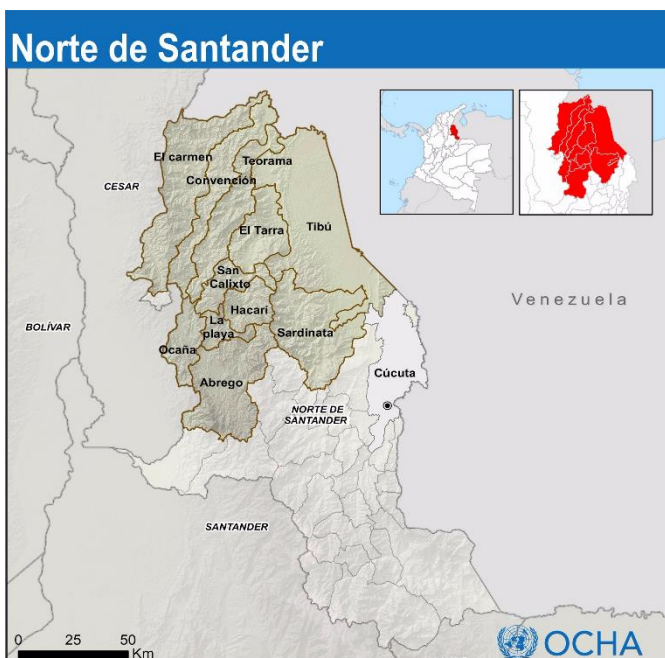 Norte de Santander
El carmen
Teorama
CESAR
Convención
El Tarra
Tibú
San
Calixto
Venezuela
La
playa
Hacarí
BOLÍVAR
Sardinata
Ocaña
Abrego
Cúcuta
NORTE DE
SANTANDER
SANTANDER
0 25 50
Km
OCHA